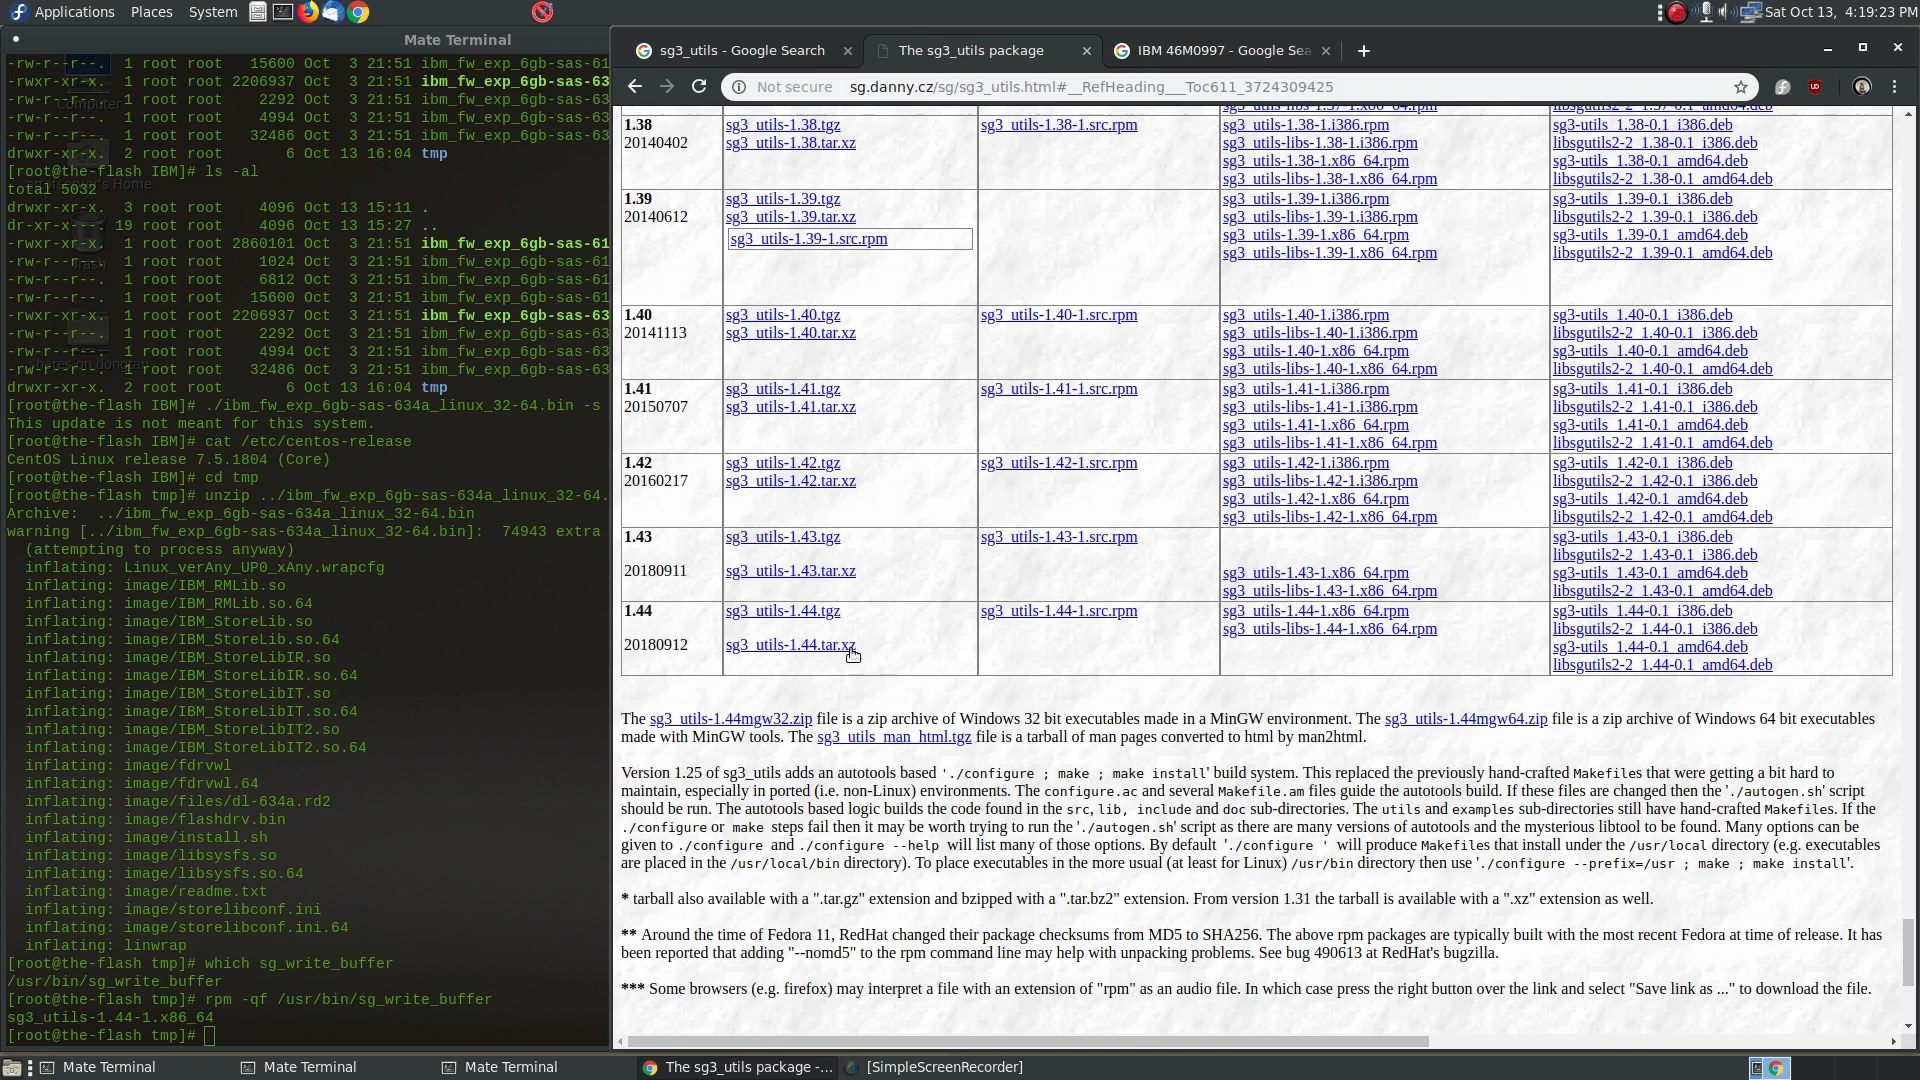 Applications Places System
Sat Oct 13, 4:19:23 PM
Mate Terminal
-rw-r--r--. 1 root root 15600 Oct 3 21:51 ibm_fw_exp_6gb-sas-61
-rwxr-xr-x. 1 root root 2206937 Oct 3 21:51 ibm_fw_exp_6gb-sas-63
-rw-r--r--. 1 root root 2292 Oct 3 21:51 ibm_fw_exp_6gb-sas-63
-rw-r--r--. 1 root root 4994 Oct 3 21:51 ibm_fw_exp_6gb-sas-63
-rw-r--r--. 1 root root 32486 Oct 3 21:51 ibm_fw_exp_6gb-sas-63
drwxr-xr-x. 2 root root 6 Oct 13 16:04 tmp
[root@the-flash IBM]# ls -al
total 5032
drwxr-xr-x. 3 root root 4096 Oct 13 15:11 .
dr-xr-xr-x. 19 root root 4096 Oct 13 15:27 ..
-rwxr-xr-x. 1 root root 2860101 Oct 3 21:51 ibm_fw_exp_6gb-sas-61
-rw-r--r--. 1 root root 1024 Oct 3 21:51 ibm_fw_exp_6gb-sas-61
-rw-r--r--. 1 root root 6812 Oct 3 21:51 ibm_fw_exp_6gb-sas-61
-rw-r--r--. 1 root root 15600 Oct 3 21:51 ibm_fw_exp_6gb-sas-61
-rwxr-xr-x. 1 root root 2206937 Oct 3 21:51 ibm_fw_exp_6gb-sas-63
-rw-r--r--. 1 root root 2292 Oct 3 21:51 ibm_fw_exp_6gb-sas-63
-rw-r--r--. 1 root root 4994 Oct 3 21:51 ibm_fw_exp_6gb-sas-63
-rw-r--r--. 1 root root 32486 Oct 3 21:51 ibm_fw_exp_6gb-sas-63
drwxr-xr-x. 2 root root 6 Oct 13 16:04 tmp
[root@the-flash IBM]# ./ibm_fw_exp_6gb-sas-634a_linux_32-64.bin -s
This update is not meant for this system.
[root@the-flash IBM]# cat /etc/centos-release
CentOS Linux release 7.5.1804 (Core)
[root@the-flash IBM]# cd tmp
[root@the-flash tmp]# unzip ../ibm_fw_exp_6gb-sas-634a_linux_32-64.
Archive: ../ibm_fw_exp_6gb-sas-634a_linux_32-64.bin
warning [../ibm_fw_exp_6gb-sas-634a_linux_32-64.bin]: 74943 extra
(attempting to process anyway)
inflating: Linux_verAny_UP0_xAny.wrapcfg
inflating: image/IBM_RMLib.so
inflating: image/IBM_RMLib.so.64
inflating: image/IBM_StoreLib.so
inflating: image/IBM_StoreLib.so.64
inflating: image/IBM_StoreLibIR.so
inflating: image/IBM_StoreLibIR.so.64
inflating: image/IBM_StoreLibIT.so
inflating: image/IBM_StoreLibIT.so.64
inflating: image/IBM_StoreLibIT2.so
inflating: image/IBM_StoreLibIT2.so.64
inflating: image/fdrvwl
inflating: image/fdrvwl.64
inflating: image/files/dl-634a.rd2
inflating: image/flashdrv.bin
inflating: image/install.sh
inflating: image/libsysfs.so
inflating: image/libsysfs.so.64
inflating: image/readme.txt
inflating: image/storelibconf.ini
inflating: image/storelibconf.ini.64
inflating: linwrap
[root@the-flash tmp]# which sg_write_buffer
/usr/bin/sg_write_buffer
[root@the-flash tmp]# rpm -qf /usr/bin/sg_write_buffer
sg3_utils-1.44-1.x86_64
[root@the-flash tmp]#
Computer
sg3_utils - Google Search
The sg3_utils package
IBM 46M0997 - Google Sea
Not secure sg.danny.cz/sg/sg3_utils.html#__RefHeading___Toc611_3724309425
1.38 sg3_utils-1.38.tgz sg3_utils-1.38-1.src.rpm sg3_utils-1.38-1.i386.rpm sg3-utils_1.38-0.1_i386.deb
20140402 sg3_utils-1.38.tar.xz sg3_utils-libs-1.38-1.i386.rpm libsgutils2-2_1.38-0.1_i386.deb
sg3_utils-1.38-1.x86_64.rpm sg3-utils_1.38-0.1_amd64.deb
sg3_utils-libs-1.38-1.x86_64.rpm libsgutils2-2_1.38-0.1_amd64.deb
1.39 sg3_utils-1.39.tgz sg3_utils-1.39-1.i386.rpm sg3-utils_1.39-0.1_i386.deb
20140612 sg3_utils-1.39.tar.xz sg3_utils-libs-1.39-1.i386.rpm libsgutils2-2_1.39-0.1_i386.deb
sg3_utils-1.39-1.src.rpm sg3_utils-1.39-1.x86_64.rpm sg3-utils_1.39-0.1_amd64.deb
sg3_utils-libs-1.39-1.x86_64.rpm libsgutils2-2_1.39-0.1_amd64.deb
1.40 sg3_utils-1.40.tgz sg3_utils-1.40-1.src.rpm sg3_utils-1.40-1.i386.rpm sg3-utils_1.40-0.1_i386.deb
20141113 sg3_utils-1.40.tar.xz sg3_utils-libs-1.40-1.i386.rpm libsgutils2-2_1.40-0.1_i386.deb
sg3_utils-1.40-1.x86_64.rpm sg3-utils_1.40-0.1_amd64.deb
sg3_utils-libs-1.40-1.x86_64.rpm libsgutils2-2_1.40-0.1_amd64.deb
1.41 sg3_utils-1.41.tgz sg3_utils-1.41-1.src.rpm sg3_utils-1.41-1.i386.rpm sg3-utils_1.41-0.1_i386.deb
20150707 sg3_utils-1.41.tar.xz sg3_utils-libs-1.41-1.i386.rpm libsgutils2-2_1.41-0.1_i386.deb
sg3_utils-1.41-1.x86_64.rpm sg3-utils_1.41-0.1_amd64.deb
sg3_utils-libs-1.41-1.x86_64.rpm libsgutils2-2_1.41-0.1_amd64.deb
1.42 sg3_utils-1.42.tgz sg3_utils-1.42-1.src.rpm sg3_utils-1.42-1.i386.rpm sg3-utils_1.42-0.1_i386.deb
20160217 sg3_utils-1.42.tar.xz sg3_utils-libs-1.42-1.i386.rpm libsgutils2-2_1.42-0.1_i386.deb
sg3_utils-1.42-1.x86_64.rpm sg3-utils_1.42-0.1_amd64.deb
sg3_utils-libs-1.42-1.x86_64.rpm libsgutils2-2_1.42-0.1_amd64.deb
1.43 sg3_utils-1.43.tgz sg3_utils-1.43-1.src.rpm sg3-utils_1.43-0.1_i386.deb
libsgutils2-2_1.43-0.1_i386.deb
20180911 sg3_utils-1.43.tar.xz sg3_utils-1.43-1.x86_64.rpm sg3-utils_1.43-0.1_amd64.deb
sg3_utils-libs-1.43-1.x86_64.rpm libsgutils2-2_1.43-0.1_amd64.deb
1.44 sg3_utils-1.44.tgz sg3_utils-1.44-1.src.rpm sg3_utils-1.44-1.x86_64.rpm sg3-utils_1.44-0.1_i386.deb
sg3_utils-libs-1.44-1.x86_64.rpm libsgutils2-2_1.44-0.1_i386.deb
20180912 sg3_utils-1.44.tar.xz sg3-utils_1.44-0.1_amd64.deb
libsgutils2-2_1.44-0.1_amd64.deb
The sg3_utils-1.44mgw32.zip file is a zip archive of Windows 32 bit executables made in a MinGW environment. The sg3_utils-1.44mgw64.zip file is a zip archive of Windows 64 bit executables
made with MinGW tools. The sg3_utils_man_html.tgz file is a tarball of man pages converted to html by man2html.
Version 1.25 of sg3_utils adds an autotools based './configure ; make ; make install' build system. This replaced the previously hand-crafted Makefiles that were getting a bit hard to
maintain, especially in ported (i.e. non-Linux) environments. The configure.ac and several Makefile.am files guide the autotools build. If these files are changed then the './autogen.sh' script
should be run. The autotools based logic builds the code found in the src, lib, include and doc sub-directories. The utils and examples sub-directories still have hand-crafted Makefiles. If the
./configure or make steps fail then it may be worth trying to run the './autogen.sh' script as there are many versions of autotools and the mysterious libtool to be found. Many options can be
given to ./configure and ./configure --help will list many of those options. By default './configure ' will produce Makefiles that install under the /usr/local directory (e.g. executables
are placed in the /usr/local/bin directory). To place executables in the more usual (at least for Linux) /usr/bin directory then use './configure --prefix=/usr ; make ; make install'.
* tarball also available with a ".tar.gz" extension and bzipped with a ".tar.bz2" extension. From version 1.31 the tarball is available with a ".xz" extension as well.
** Around the time of Fedora 11, RedHat changed their package checksums from MD5 to SHA256. The above rpm packages are typically built with the most recent Fedora at time of release. It has
been reported that adding "--nomd5" to the rpm command line may help with unpacking problems. See bug 490613 at RedHat's bugzilla.
*** Some browsers (e.g. firefox) may interpret a file with an extension of "rpm" as an audio file. In which case press the right button over the link and select "Save link as ..." to download the file.
Mate Terminal
Mate Terminal
Mate Terminal
The sg3_utils package -...
[SimpleScreenRecorder]